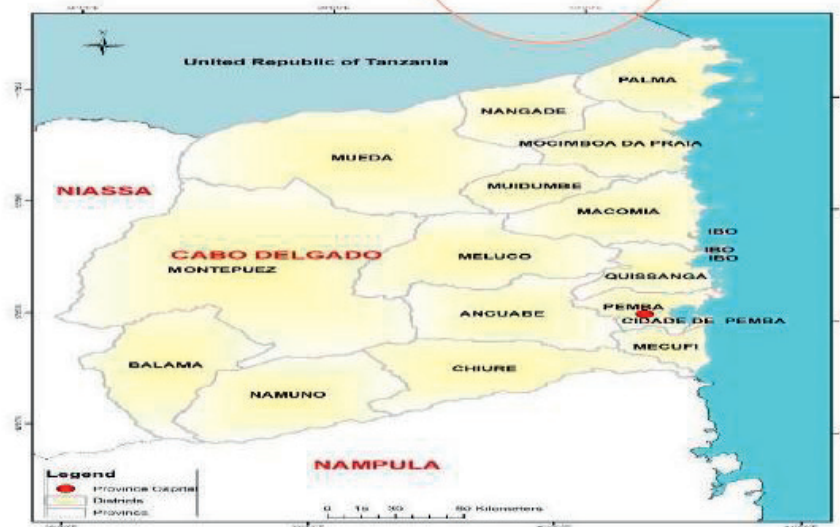 United Republic of Tanzania
PALMA
NANGADE
MOCIMBOA DA PRAIA
MUEDA
NIASSA
MUIDUMBE
MACOMIA
IBO
CABO DELGADO
MONTEPUEZ
MELUCO
IBO
IBO
QUISSANGA
ANCUABE
PEMBA
CIDADE DE PEMBA
MECUFI
BALAMA
CHIURE
NAMUNO
NAMPULA
Legend
Province Capital
Districts
Province
0 15 30 60 Kilometers